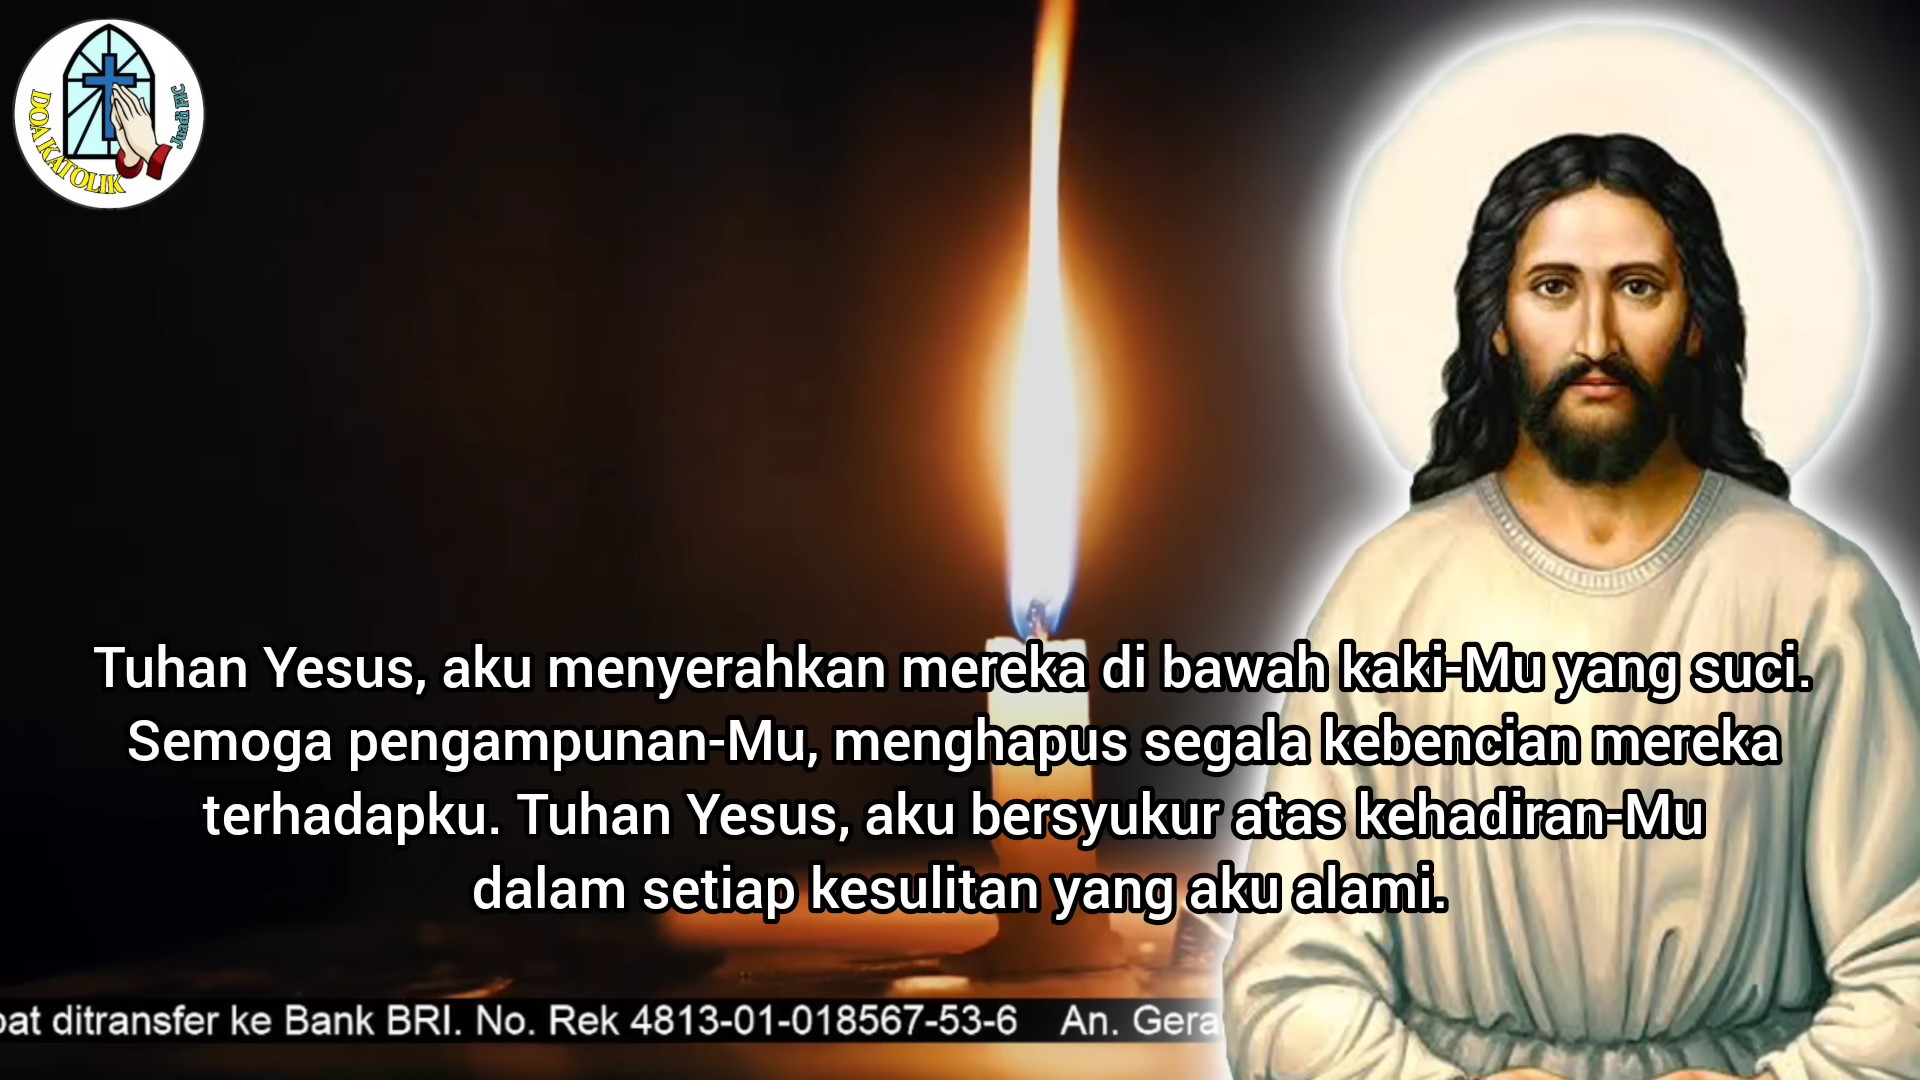 DOA KATOLIK
Juadi FIC
Tuhan Yesus, aku menyerahkan mereka di bawah kaki-Mu yang suci.
Semoga pengampunan-Mu, menghapus segala kebencian mereka
terhadapku. Tuhan Yesus, aku bersyukur atas kehadiran-Mu
dalam setiap kesulitan yang aku alami.
ditransfer ke Bank BRI. No. Rek 4813-01-018567-53-6 An.